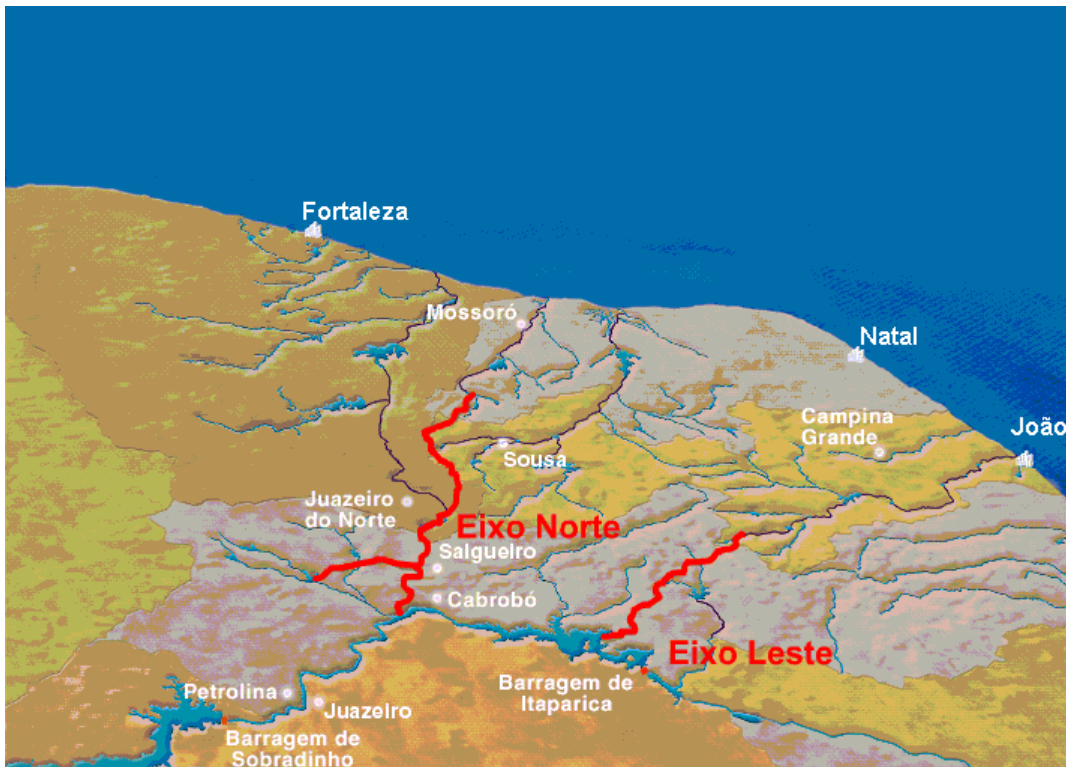 Fortaleza
Mossoró
Natal
Campina
Grande
João
Sousa
Juazeiro
do Norte
Eixo Norte
Salgueiro
Cabrobó
Eixo Leste
Barragem de
Itaparica
Petrolina
Juazeiro
Barragem de
Sobradinho